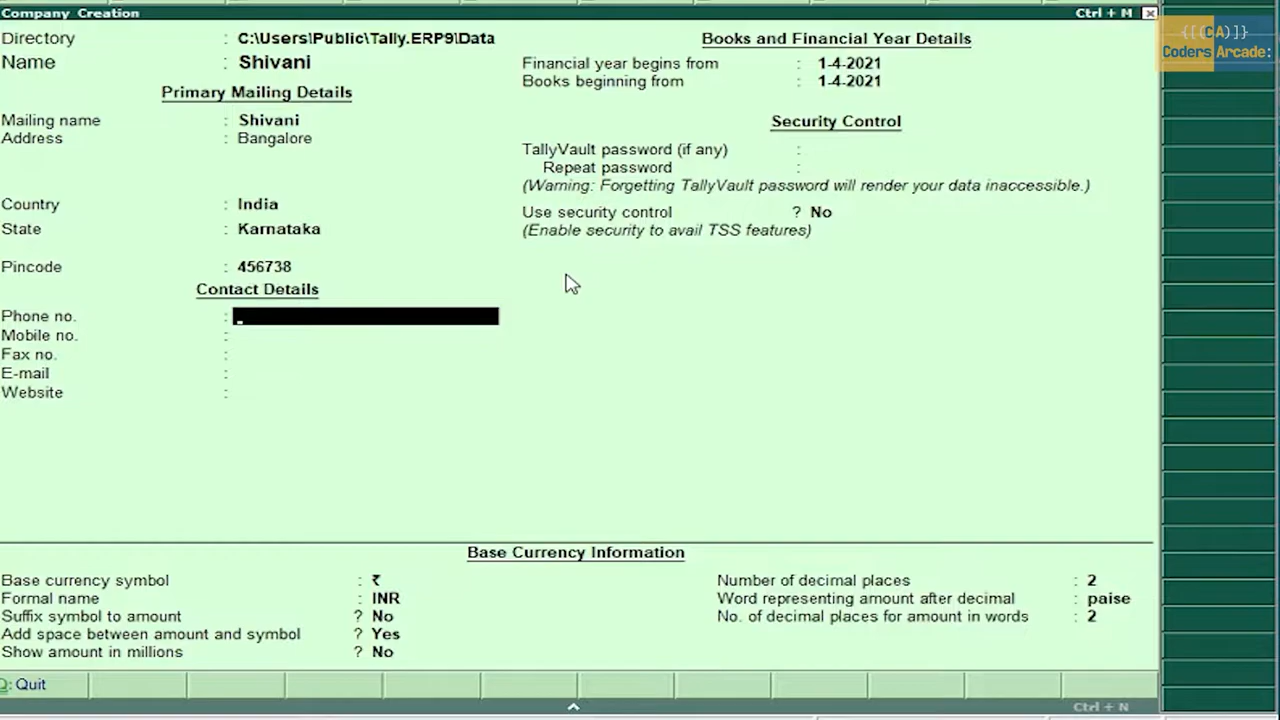 Company Creation Ctrl + M
{[(CA)]}
Coders Arcade:
Directory : C:\Users\Public\Tally.ERP9\Data
Name : Shivani
Primary Mailing Details
Mailing name : Shivani
Address : Bangalore
Country : India
State : Karnataka
Pincode : 456738
Contact Details
Phone no. :
Mobile no. :
Fax no. :
E-mail :
Website :
Books and Financial Year Details
Financial year begins from : 1-4-2021
Books beginning from : 1-4-2021
Security Control
TallyVault password (if any) :
Repeat password :
(Warning: Forgetting TallyVault password will render your data inaccessible.)
Use security control ? No
(Enable security to avail TSS features)
Base Currency Information
Base currency symbol : ₹
Formal name : INR
Suffix symbol to amount ? No
Add space between amount and symbol ? Yes
Show amount in millions ? No
Number of decimal places : 2
Word representing amount after decimal : paise
No. of decimal places for amount in words : 2
Q: Quit
Ctrl + N